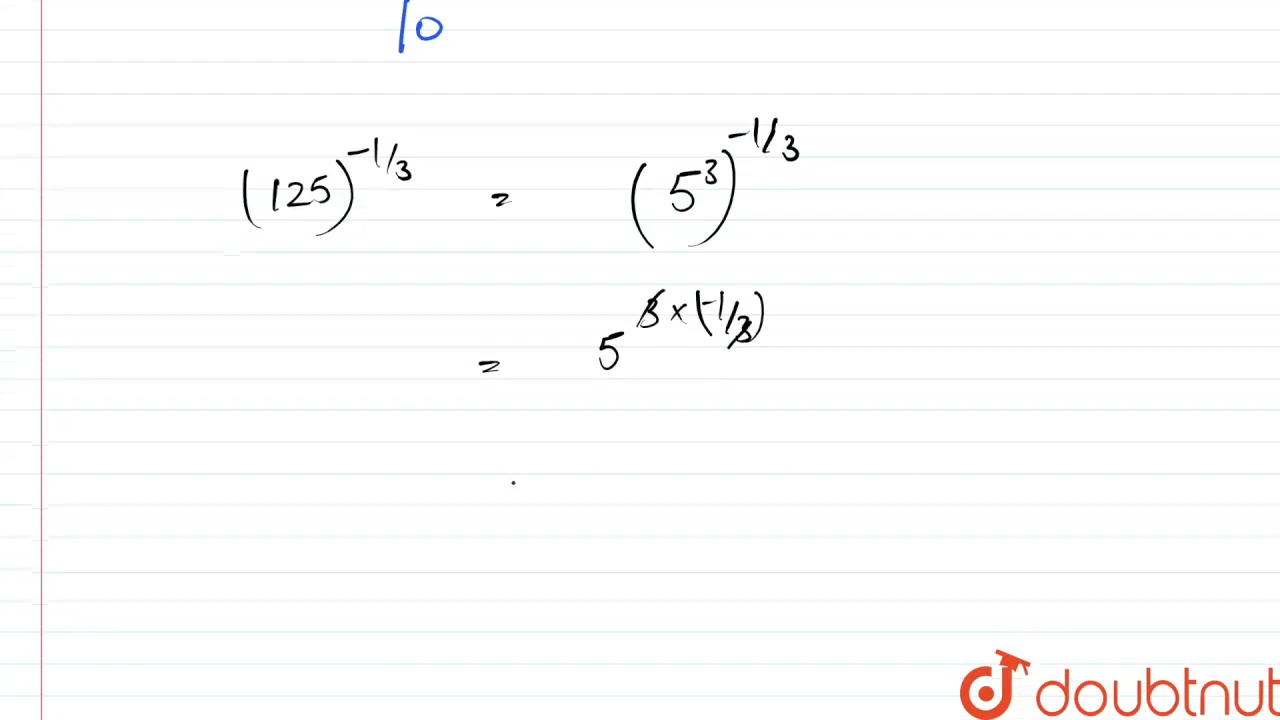 10
(125)^{-1/3} = (5^3)^{-1/3}
= 5^{3 × (-1/3)}
doubtnut